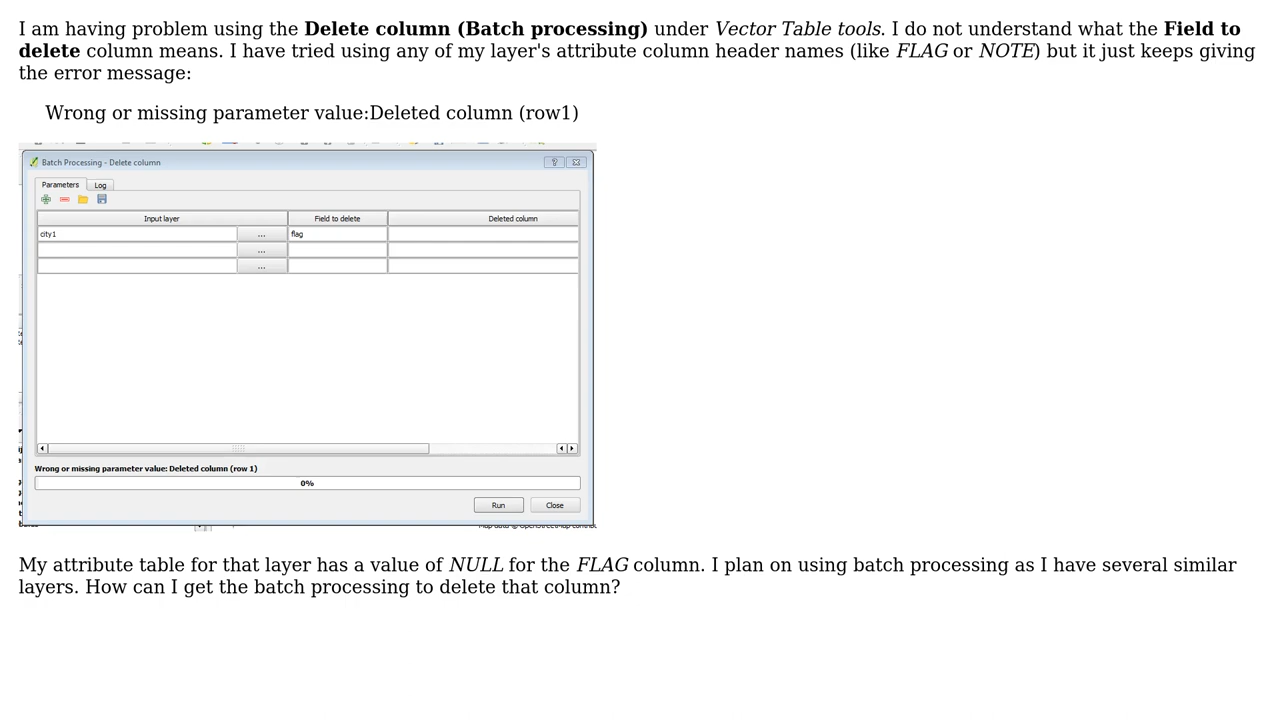 I am having problem using the Delete column (Batch processing) under Vector Table tools. I do not understand what the Field to
delete column means. I have tried using any of my layer's attribute column header names (like FLAG or NOTE) but it just keeps giving
the error message:
Wrong or missing parameter value:Deleted column (row1)
Batch Processing - Delete column
Parameters Log
Input layer Field to delete Deleted column
city1 ... flag
...
...
Wrong or missing parameter value: Deleted column (row 1)
0%
Run Close
My attribute table for that layer has a value of NULL for the FLAG column. I plan on using batch processing as I have several similar
layers. How can I get the batch processing to delete that column?